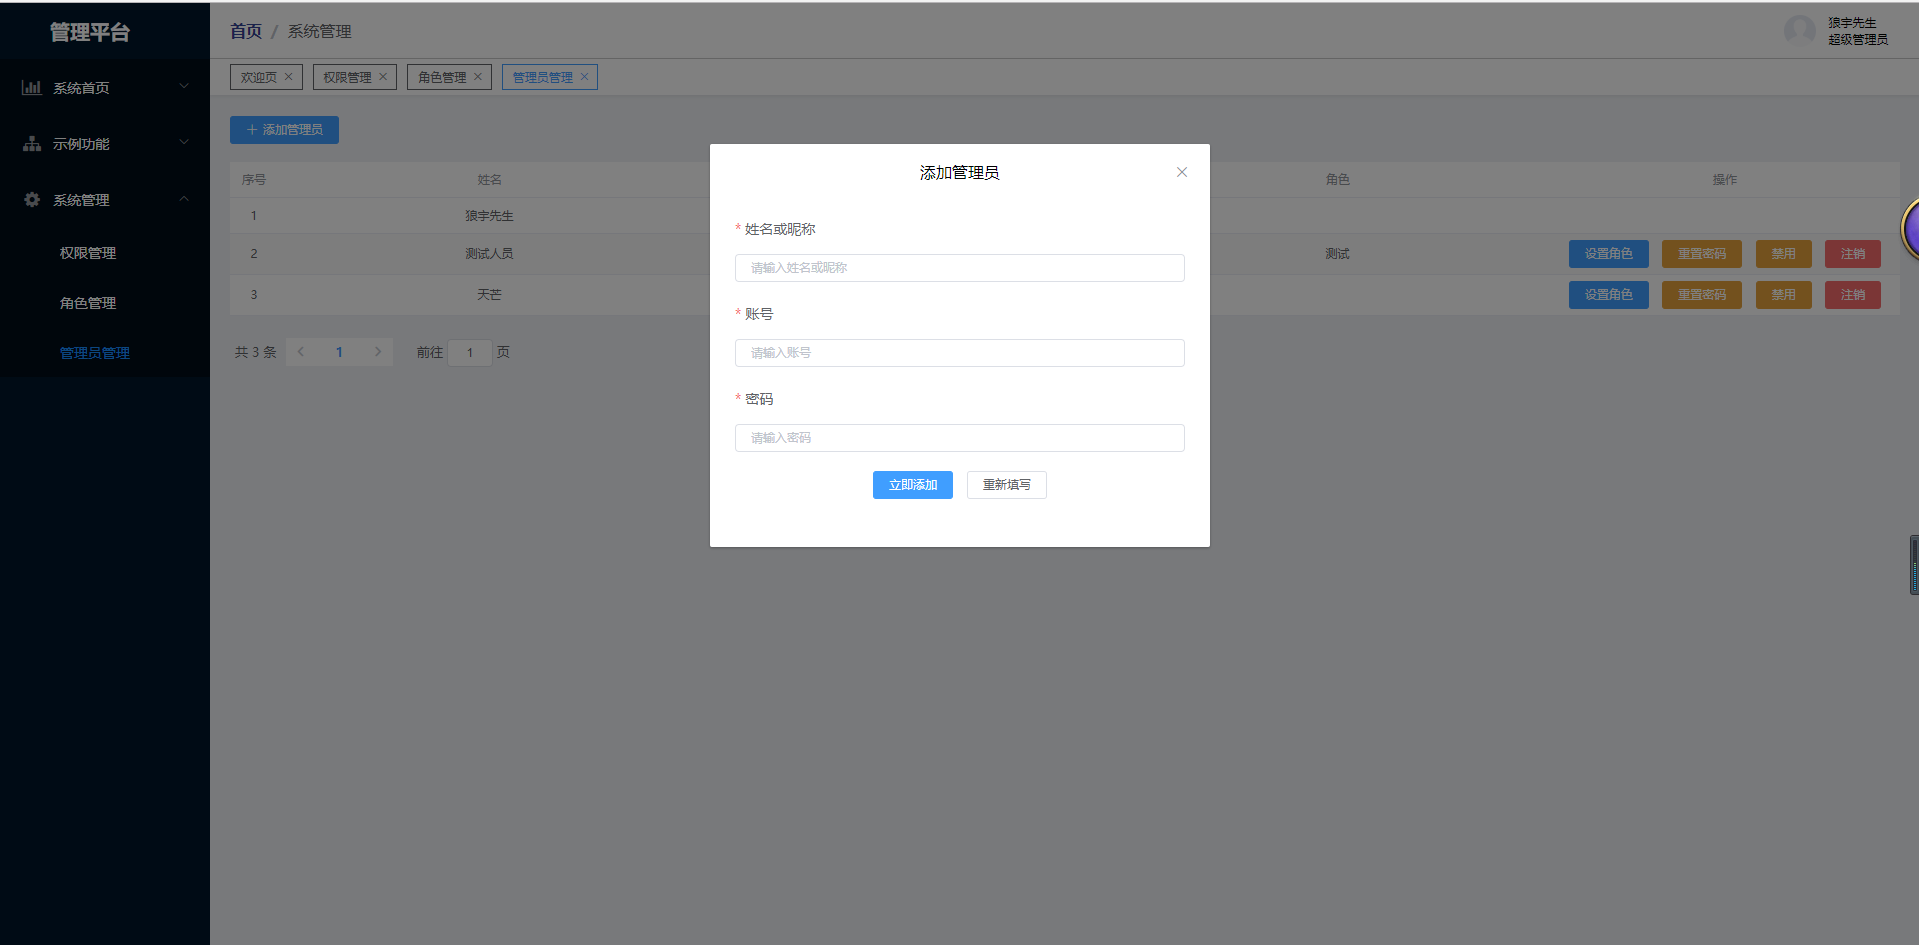 管理平台
首页 / 系统管理
狼宇先生
超级管理员
欢迎页
权限管理
角色管理
管理员管理
系统首页
示例功能
系统管理
权限管理
角色管理
管理员管理
添加管理员
序号 姓名 角色 操作
1 狼宇先生
2 测试人员 测试 设置角色 重置密码 禁用 注销
3 天芒 设置角色 重置密码 禁用 注销
共 3 条 1 前往 1 页
添加管理员
* 姓名或昵称
请输入姓名或昵称
* 账号
请输入账号
* 密码
请输入密码
立即添加 重新填写